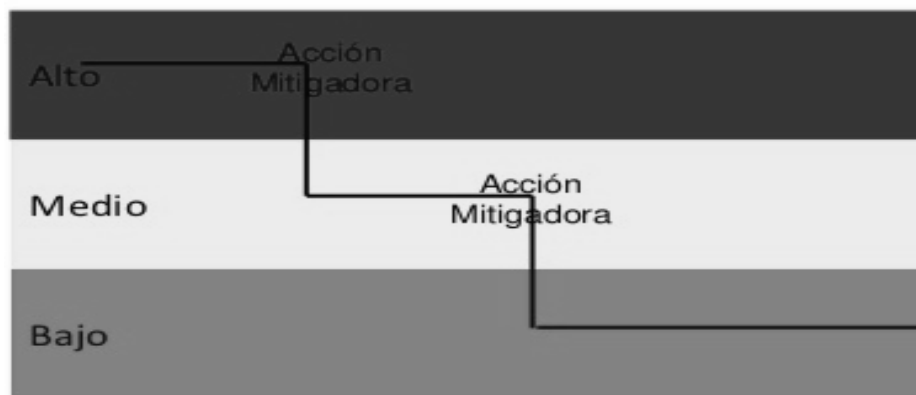 Acción
Mitigadora
Alto
Acción
Mitigadora
Medio
Bajo